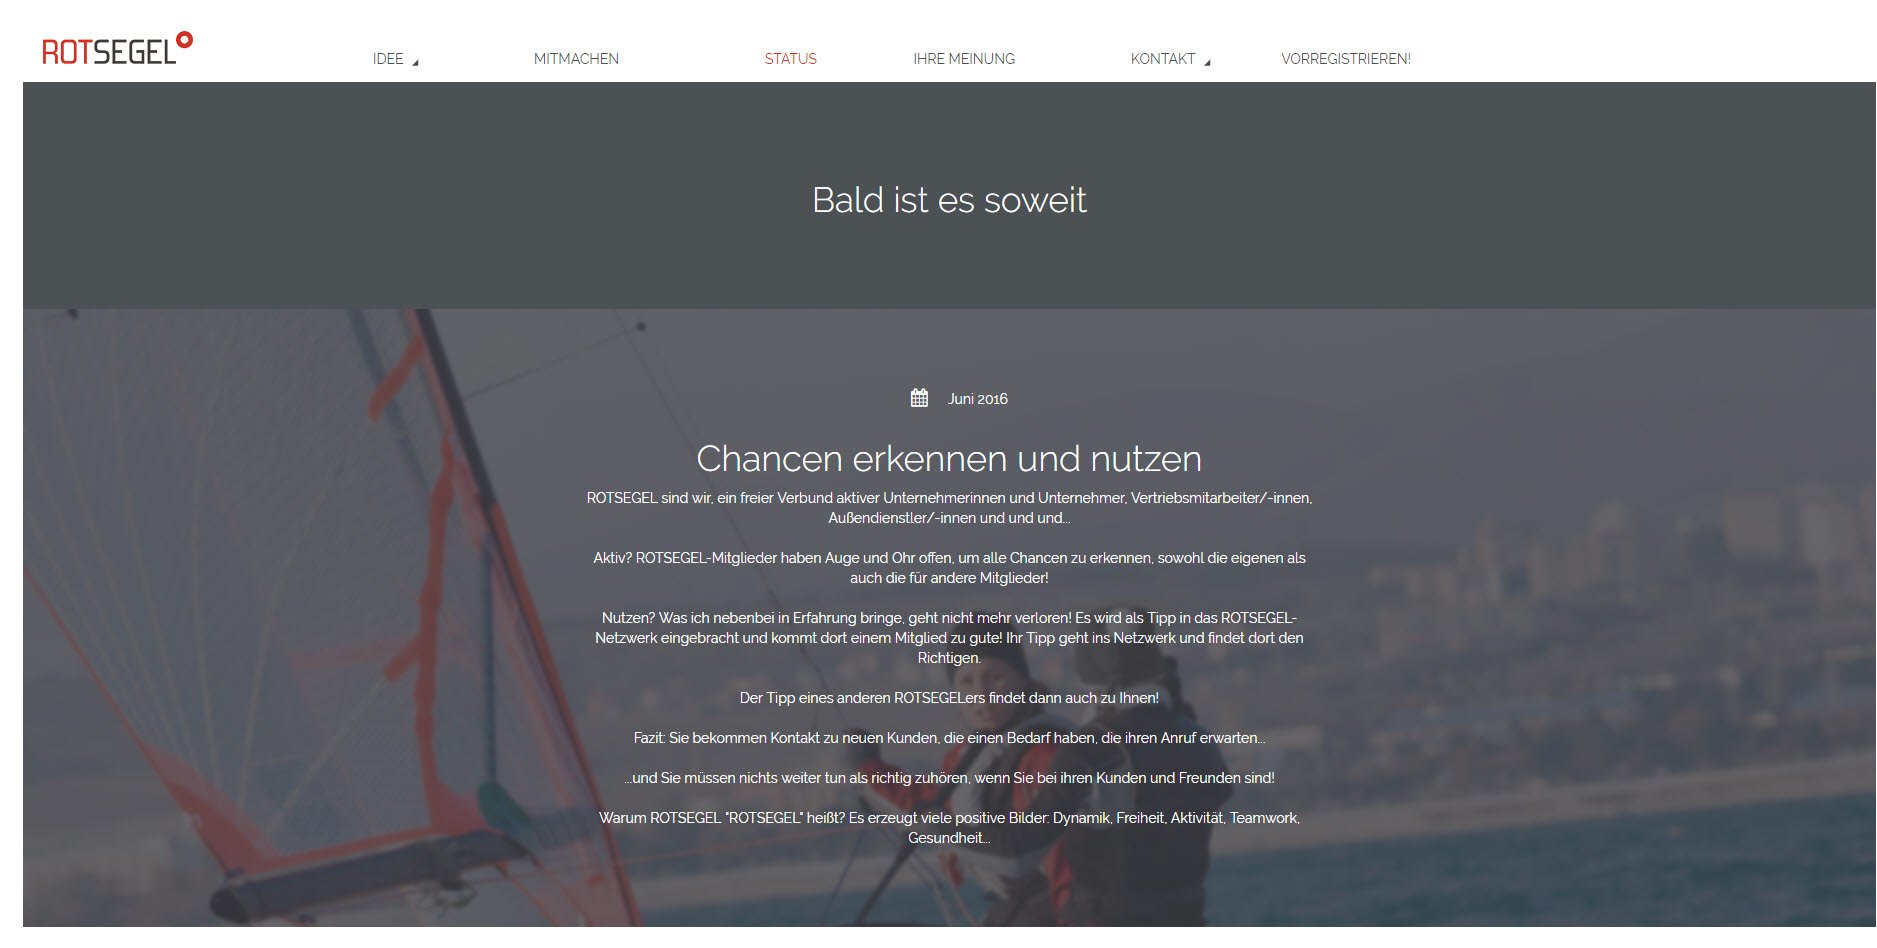 ROTSEGEL
IDEE
MITMACHEN
STATUS
IHRE MEINUNG
KONTAKT
VORREGISTRIEREN!
Bald ist es soweit
Juni 2016
Chancen erkennen und nutzen
ROTSEGEL sind wir, ein freier Verbund aktiver Unternehmerinnen und Unternehmer, Vertriebsmitarbeiter/-innen,
Außendienstler/-innen und und und...
Aktiv? ROTSEGEL-Mitglieder haben Auge und Ohr offen, um alle Chancen zu erkennen, sowohl die eigenen als
auch die für andere Mitglieder!
Nutzen? Was ich nebenbei in Erfahrung bringe, geht nicht mehr verloren! Es wird als Tipp in das ROTSEGEL-
Netzwerk eingebracht und kommt dort einem Mitglied zu gute! Ihr Tipp geht ins Netzwerk und findet dort den
Richtigen.
Der Tipp eines anderen ROTSEGELers findet dann auch zu Ihnen!
Fazit: Sie bekommen Kontakt zu neuen Kunden, die einen Bedarf haben, die ihren Anruf erwarten...
...und Sie müssen nichts weiter tun als richtig zuhören, wenn Sie bei ihren Kunden und Freunden sind!
Warum ROTSEGEL "ROTSEGEL" heißt? Es erzeugt viele positive Bilder: Dynamik, Freiheit, Aktivität, Teamwork,
Gesundheit...